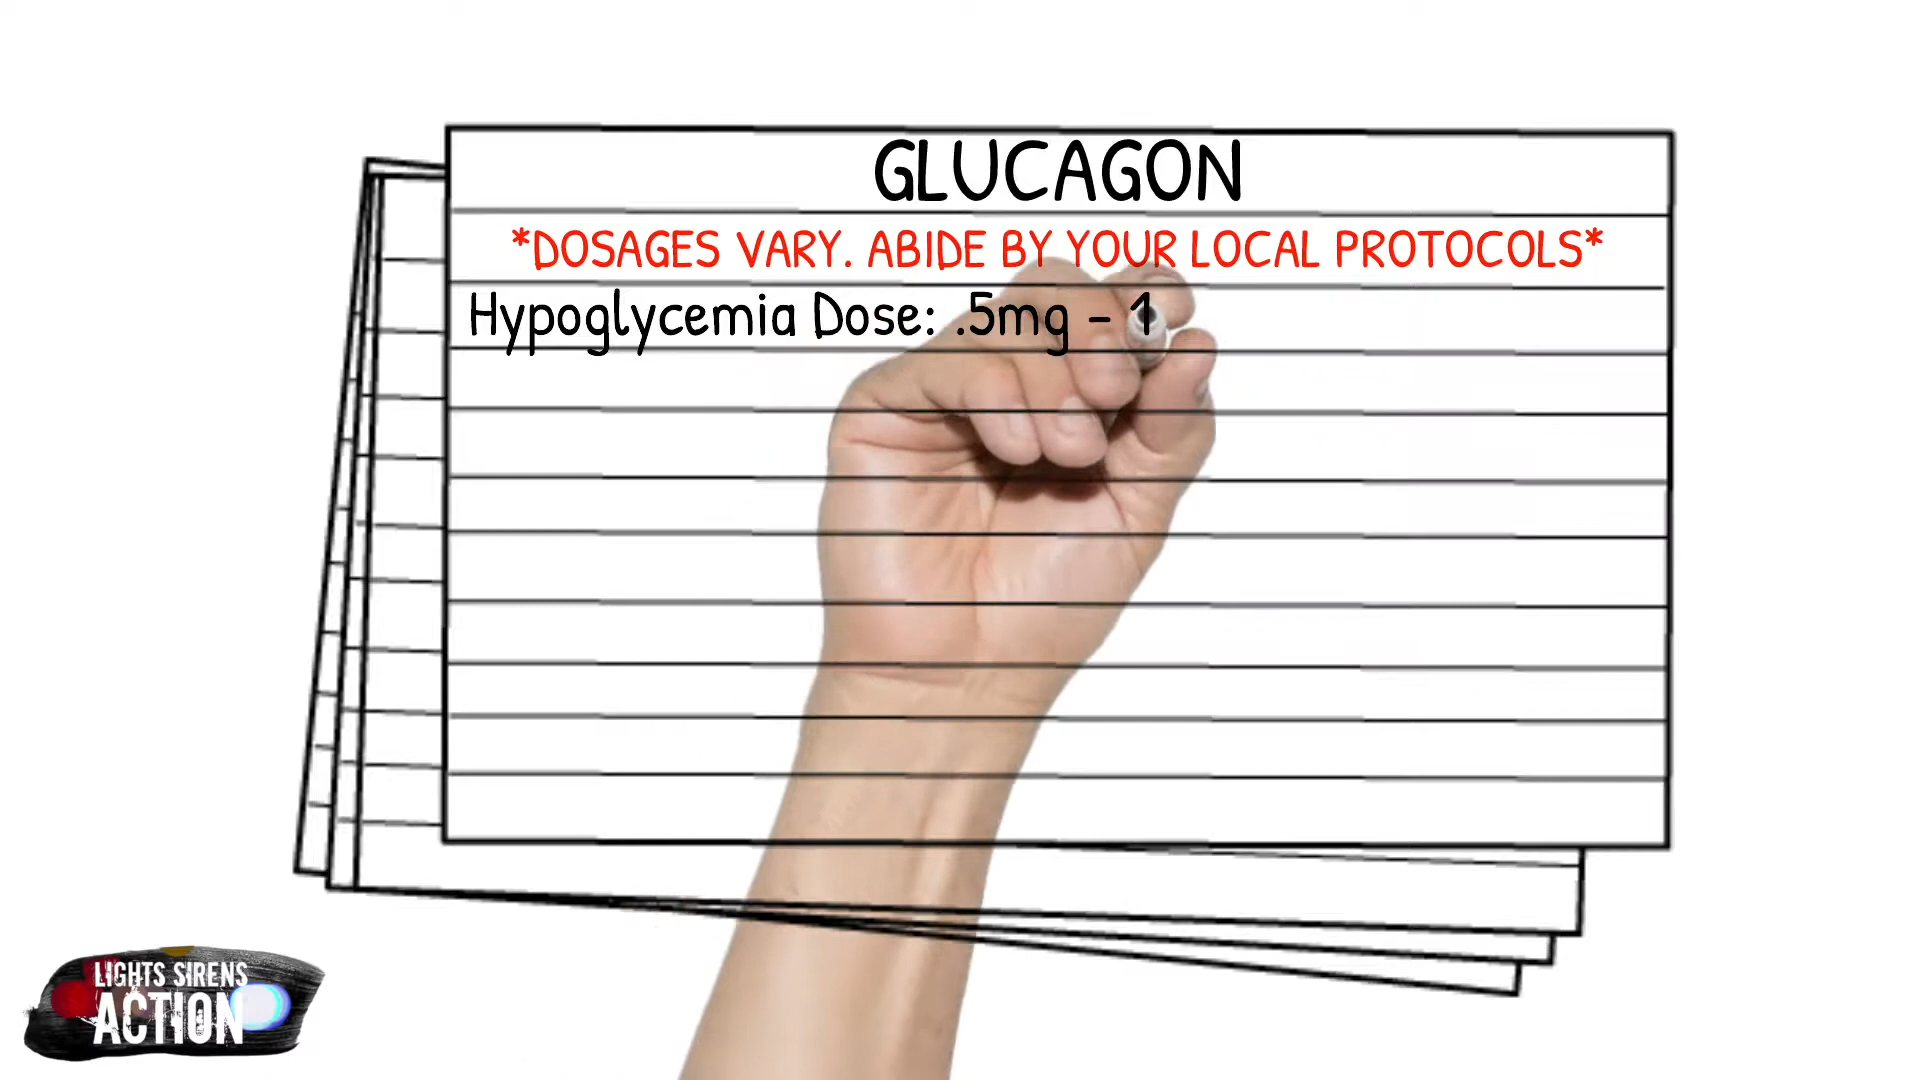 GLUCAGON
*DOSAGES VARY. ABIDE BY YOUR LOCAL PROTOCOLS*
Hypoglycemia Dose: .5mg - 1
LIGHTS SIRENS
ACTION